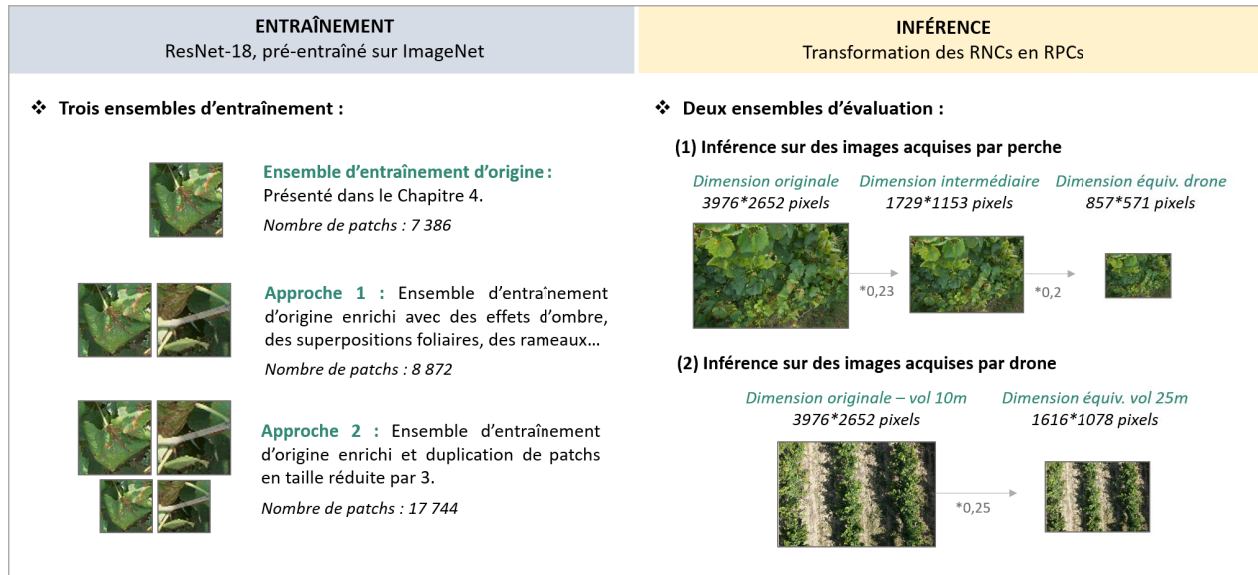 ENTRAÎNEMENT
ResNet-18, pré-entraîné sur ImageNet
❖ Trois ensembles d'entraînement :
Ensemble d'entraînement d'origine :
Présenté dans le Chapitre 4.
Nombre de patchs : 7 386
Approche 1 : Ensemble d'entraînement
d'origine enrichi avec des effets d'ombre,
des superpositions foliaires, des rameaux…
Nombre de patchs : 8 872
Approche 2 : Ensemble d'entraînement
d'origine enrichi et duplication de patchs
en taille réduite par 3.
Nombre de patchs : 17 744
INFÉRENCE
Transformation des RNCs en RPCs
❖ Deux ensembles d'évaluation :
(1) Inférence sur des images acquises par perche
Dimension originale Dimension intermédiaire Dimension équiv. drone
3976*2652 pixels 1729*1153 pixels 857*571 pixels
*0,23 *0,2
(2) Inférence sur des images acquises par drone
Dimension originale – vol 10m Dimension équiv. vol 25m
3976*2652 pixels 1616*1078 pixels
*0,25